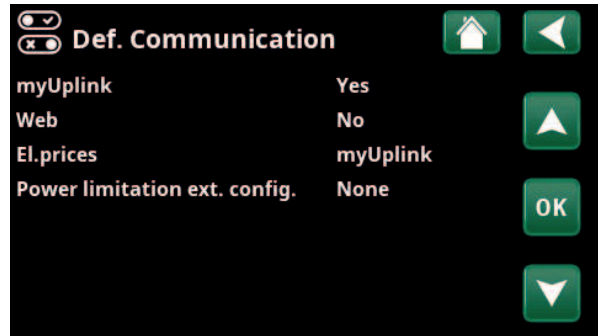 Def. Communication
myUplink Yes
Web No
El.prices myUplink
Power limitation ext. config. None
OK